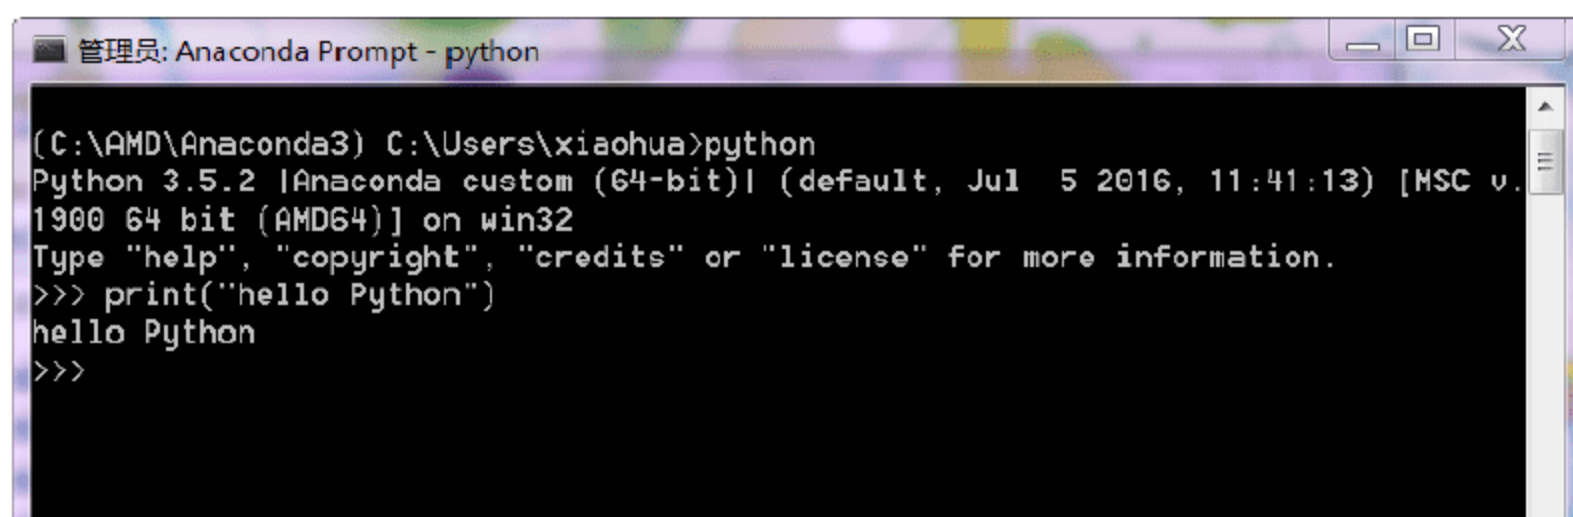 管理员: Anaconda Prompt - python
(C:\AMD\Anaconda3) C:\Users\xiaohua>python
Python 3.5.2 |Anaconda custom (64-bit)| (default, Jul  5 2016, 11:41:13) [MSC v.
1900 64 bit (AMD64)] on win32
Type "help", "copyright", "credits" or "license" for more information.
>>> print("hello Python")
hello Python
>>>